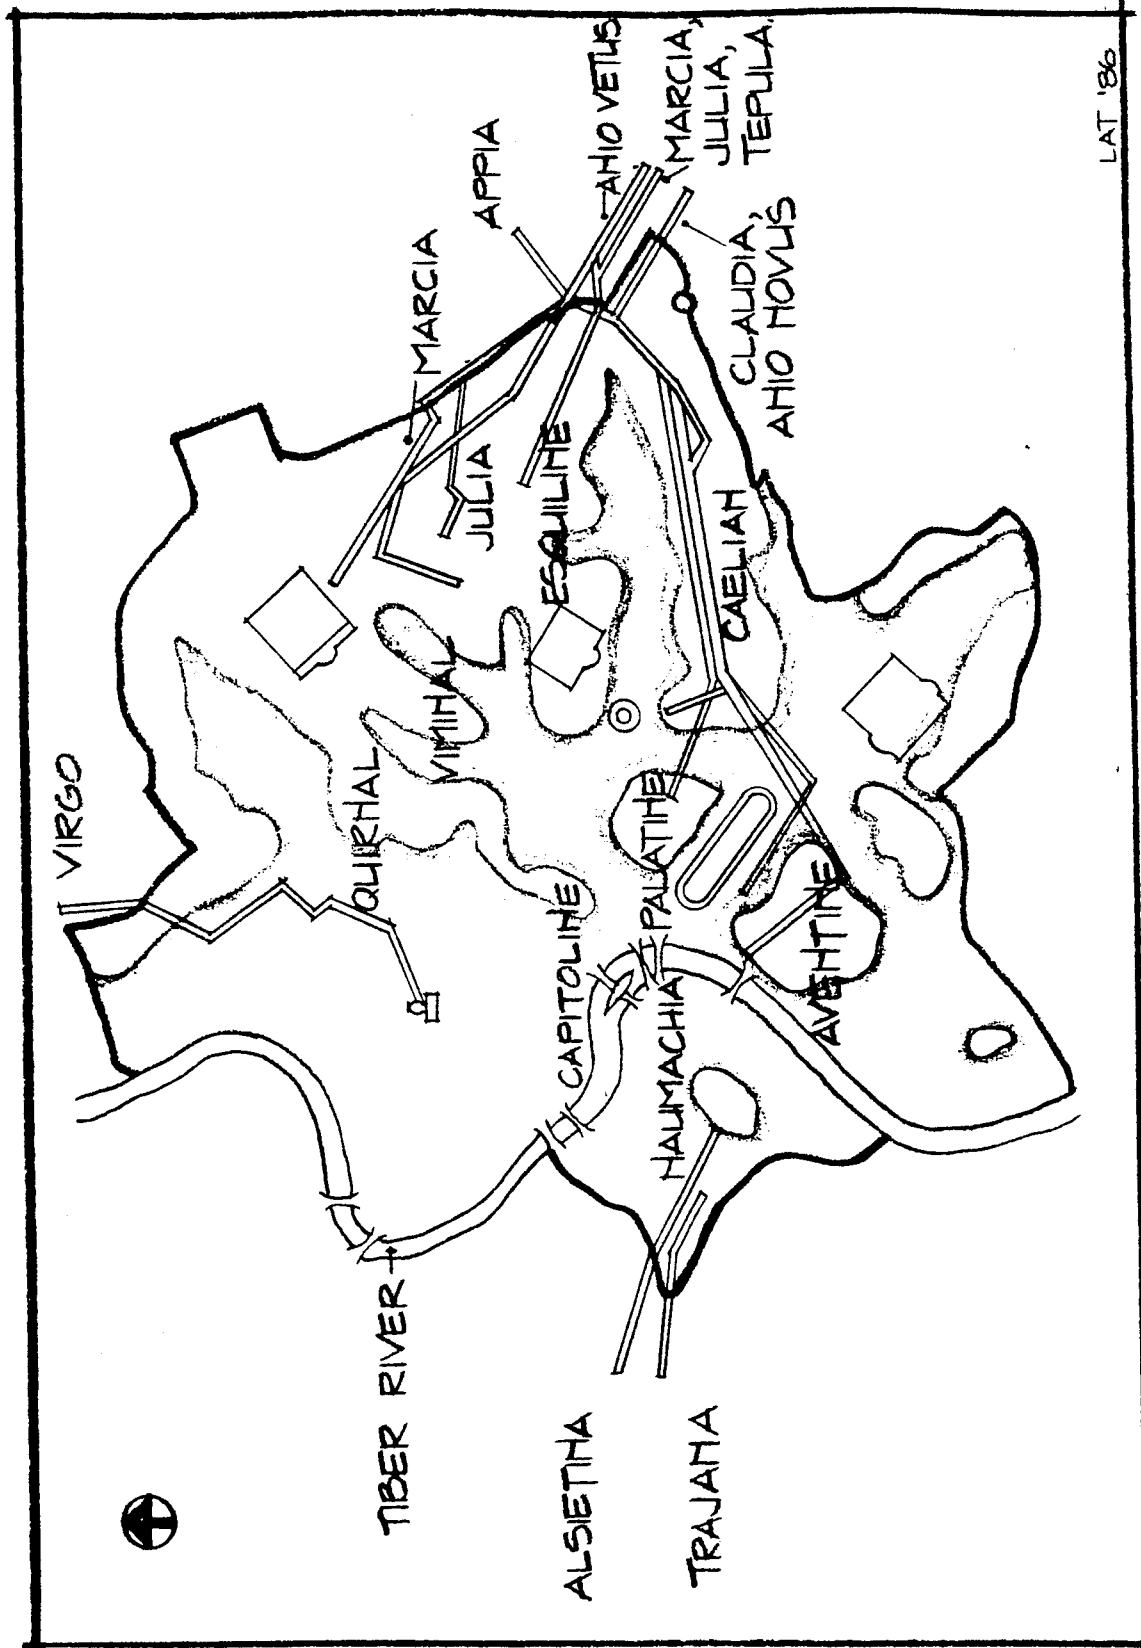 VIRGO
QUIRNAL
TIBER RIVER
MARCIA
VIMINAL
JULIA
APPIA
ESQUILINE
CAPITOLINE
ALSIETINA
ANIO VETUS
MARCIA,
JULIA,
TEPULA.
PALATINE
NAUMACHIA
TRAJANA
CAELIAN
CLAUDIA,
ANIO NOVUS
AVENTINE
LAT '86